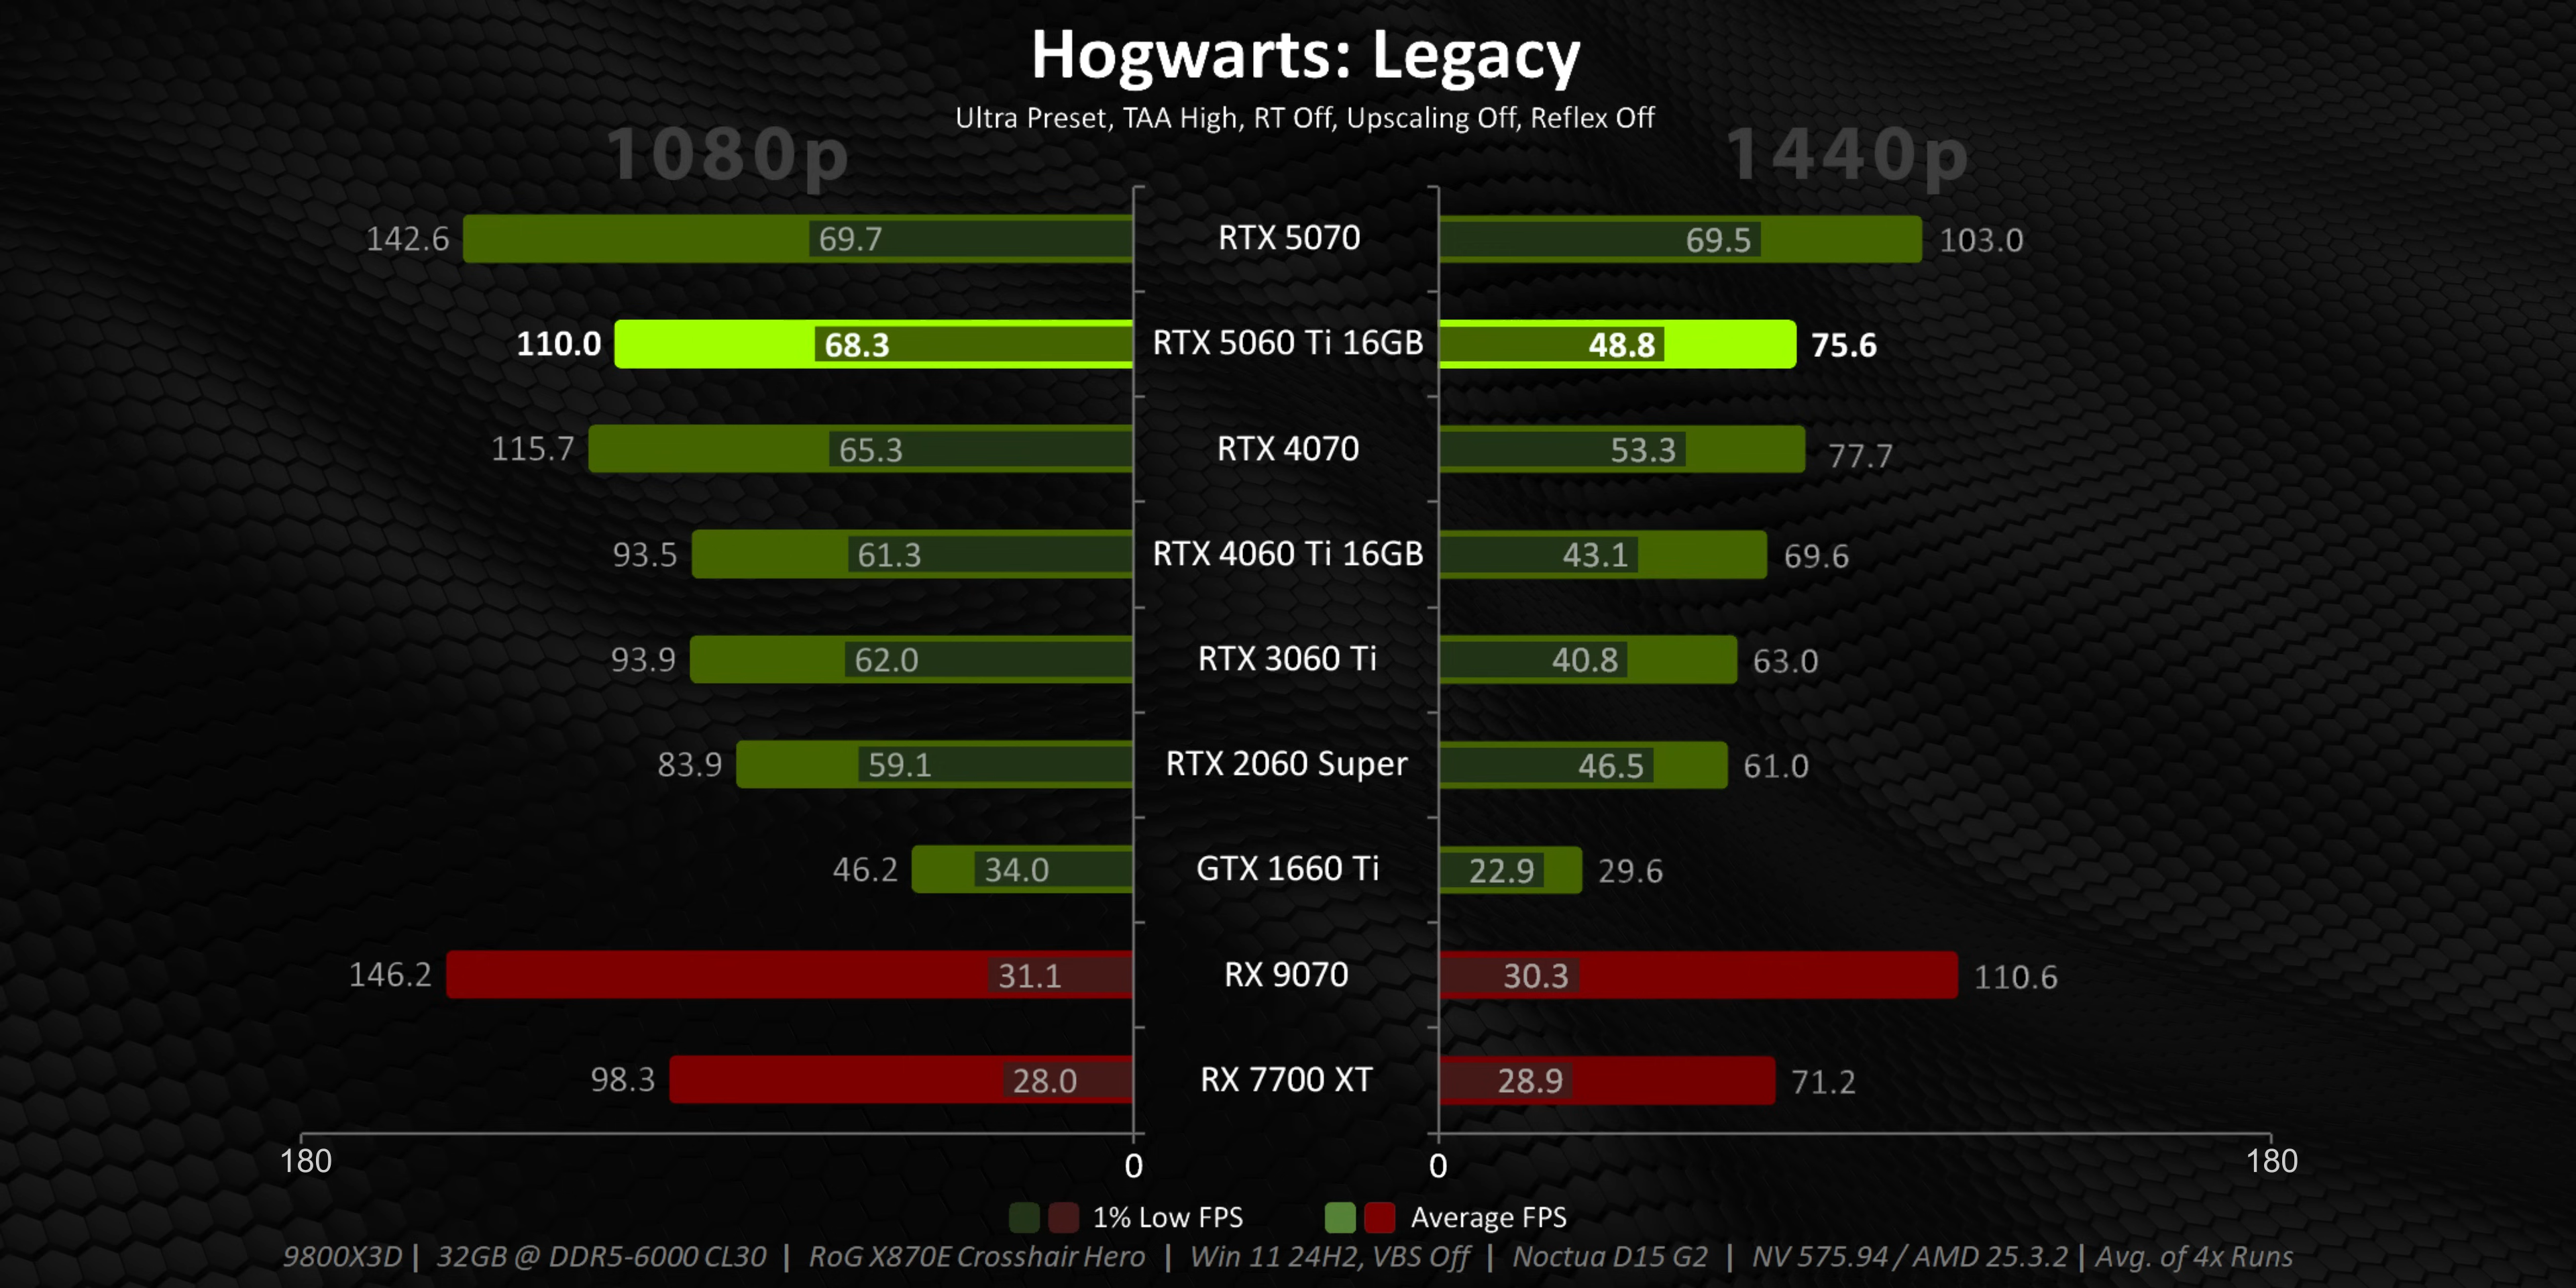 Hogwarts: Legacy
Ultra Preset, TAA High, RT Off, Upscaling Off, Reflex Off
1080p 1440p
142.6 69.7 RTX 5070 69.5 103.0
110.0 68.3 RTX 5060 Ti 16GB 48.8 75.6
115.7 65.3 RTX 4070 53.3 77.7
93.5 61.3 RTX 4060 Ti 16GB 43.1 69.6
93.9 62.0 RTX 3060 Ti 40.8 63.0
83.9 59.1 RTX 2060 Super 46.5 61.0
46.2 34.0 GTX 1660 Ti 22.9 29.6
146.2 31.1 RX 9070 30.3 110.6
98.3 28.0 RX 7700 XT 28.9 71.2
180 0 0 180
1% Low FPS Average FPS
9800X3D | 32GB @ DDR5-6000 CL30 | RoG X870E Crosshair Hero | Win 11 24H2, VBS Off | Noctua D15 G2 | NV 575.94 / AMD 25.3.2 | Avg. of 4x Runs